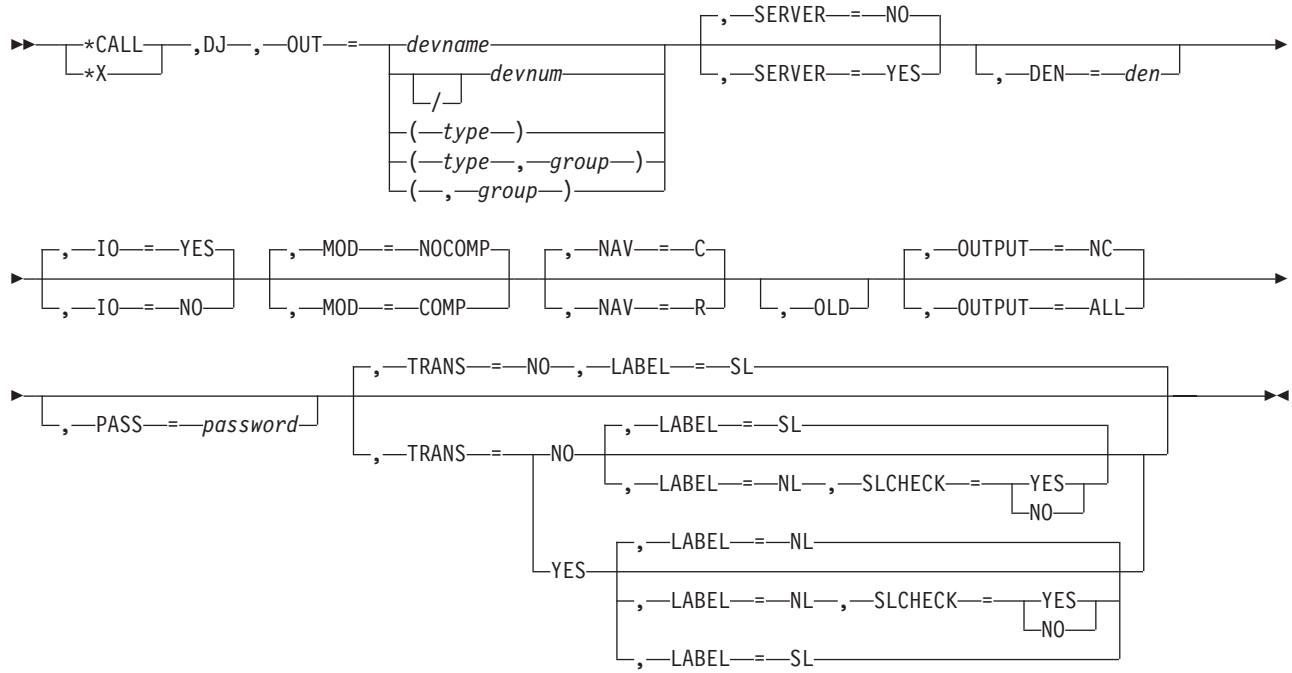 , SERVER = NO
*CALL ,DJ , OUT = devname
*X / devnum , SERVER = YES , DEN = den
( type )
( type , group )
( , group )
, IO = YES , MOD = NOCOMP , NAV = C , OUTPUT = NC
, IO = NO , MOD = COMP , NAV = R , OLD , OUTPUT = ALL
, TRANS = NO , LABEL = SL
, PASS = password , LABEL = SL
, TRANS = NO
, LABEL = NL , SLCHECK = YES
NO
, LABEL = NL
YES
, LABEL = NL , SLCHECK = YES
NO
, LABEL = SL